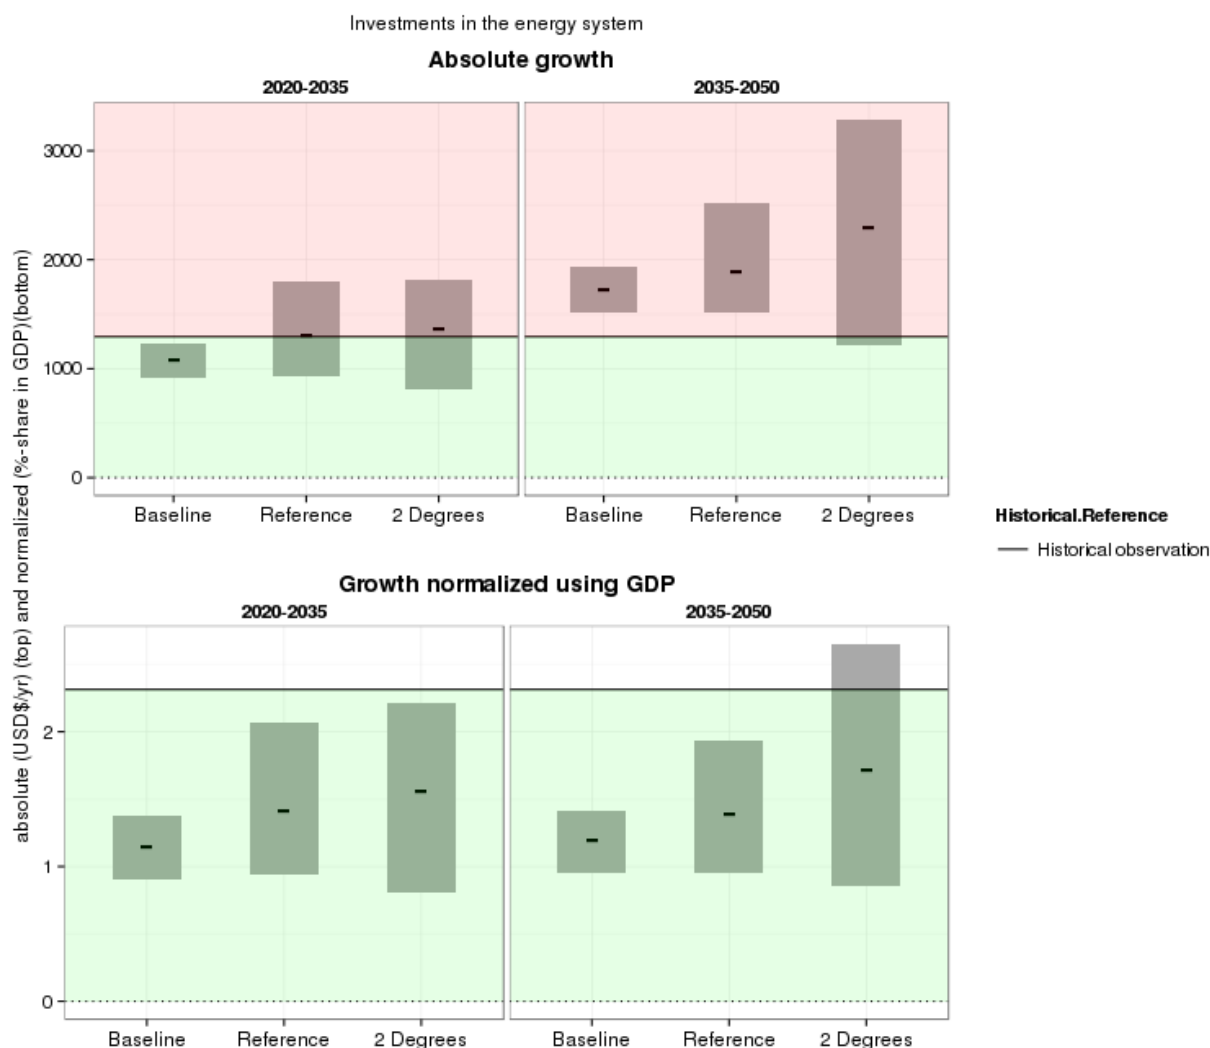 Investments in the energy system
Absolute growth
2020-2035
2035-2050
absolute (USD$/yr) (top) and normalized (%-share in GDP)(bottom)
3000
2000
1000
0
Baseline
Reference
2 Degrees
Baseline
Reference
2 Degrees
Historical.Reference
Historical observation
Growth normalized using GDP
2020-2035
2035-2050
2
1
0
Baseline
Reference
2 Degrees
Baseline
Reference
2 Degrees